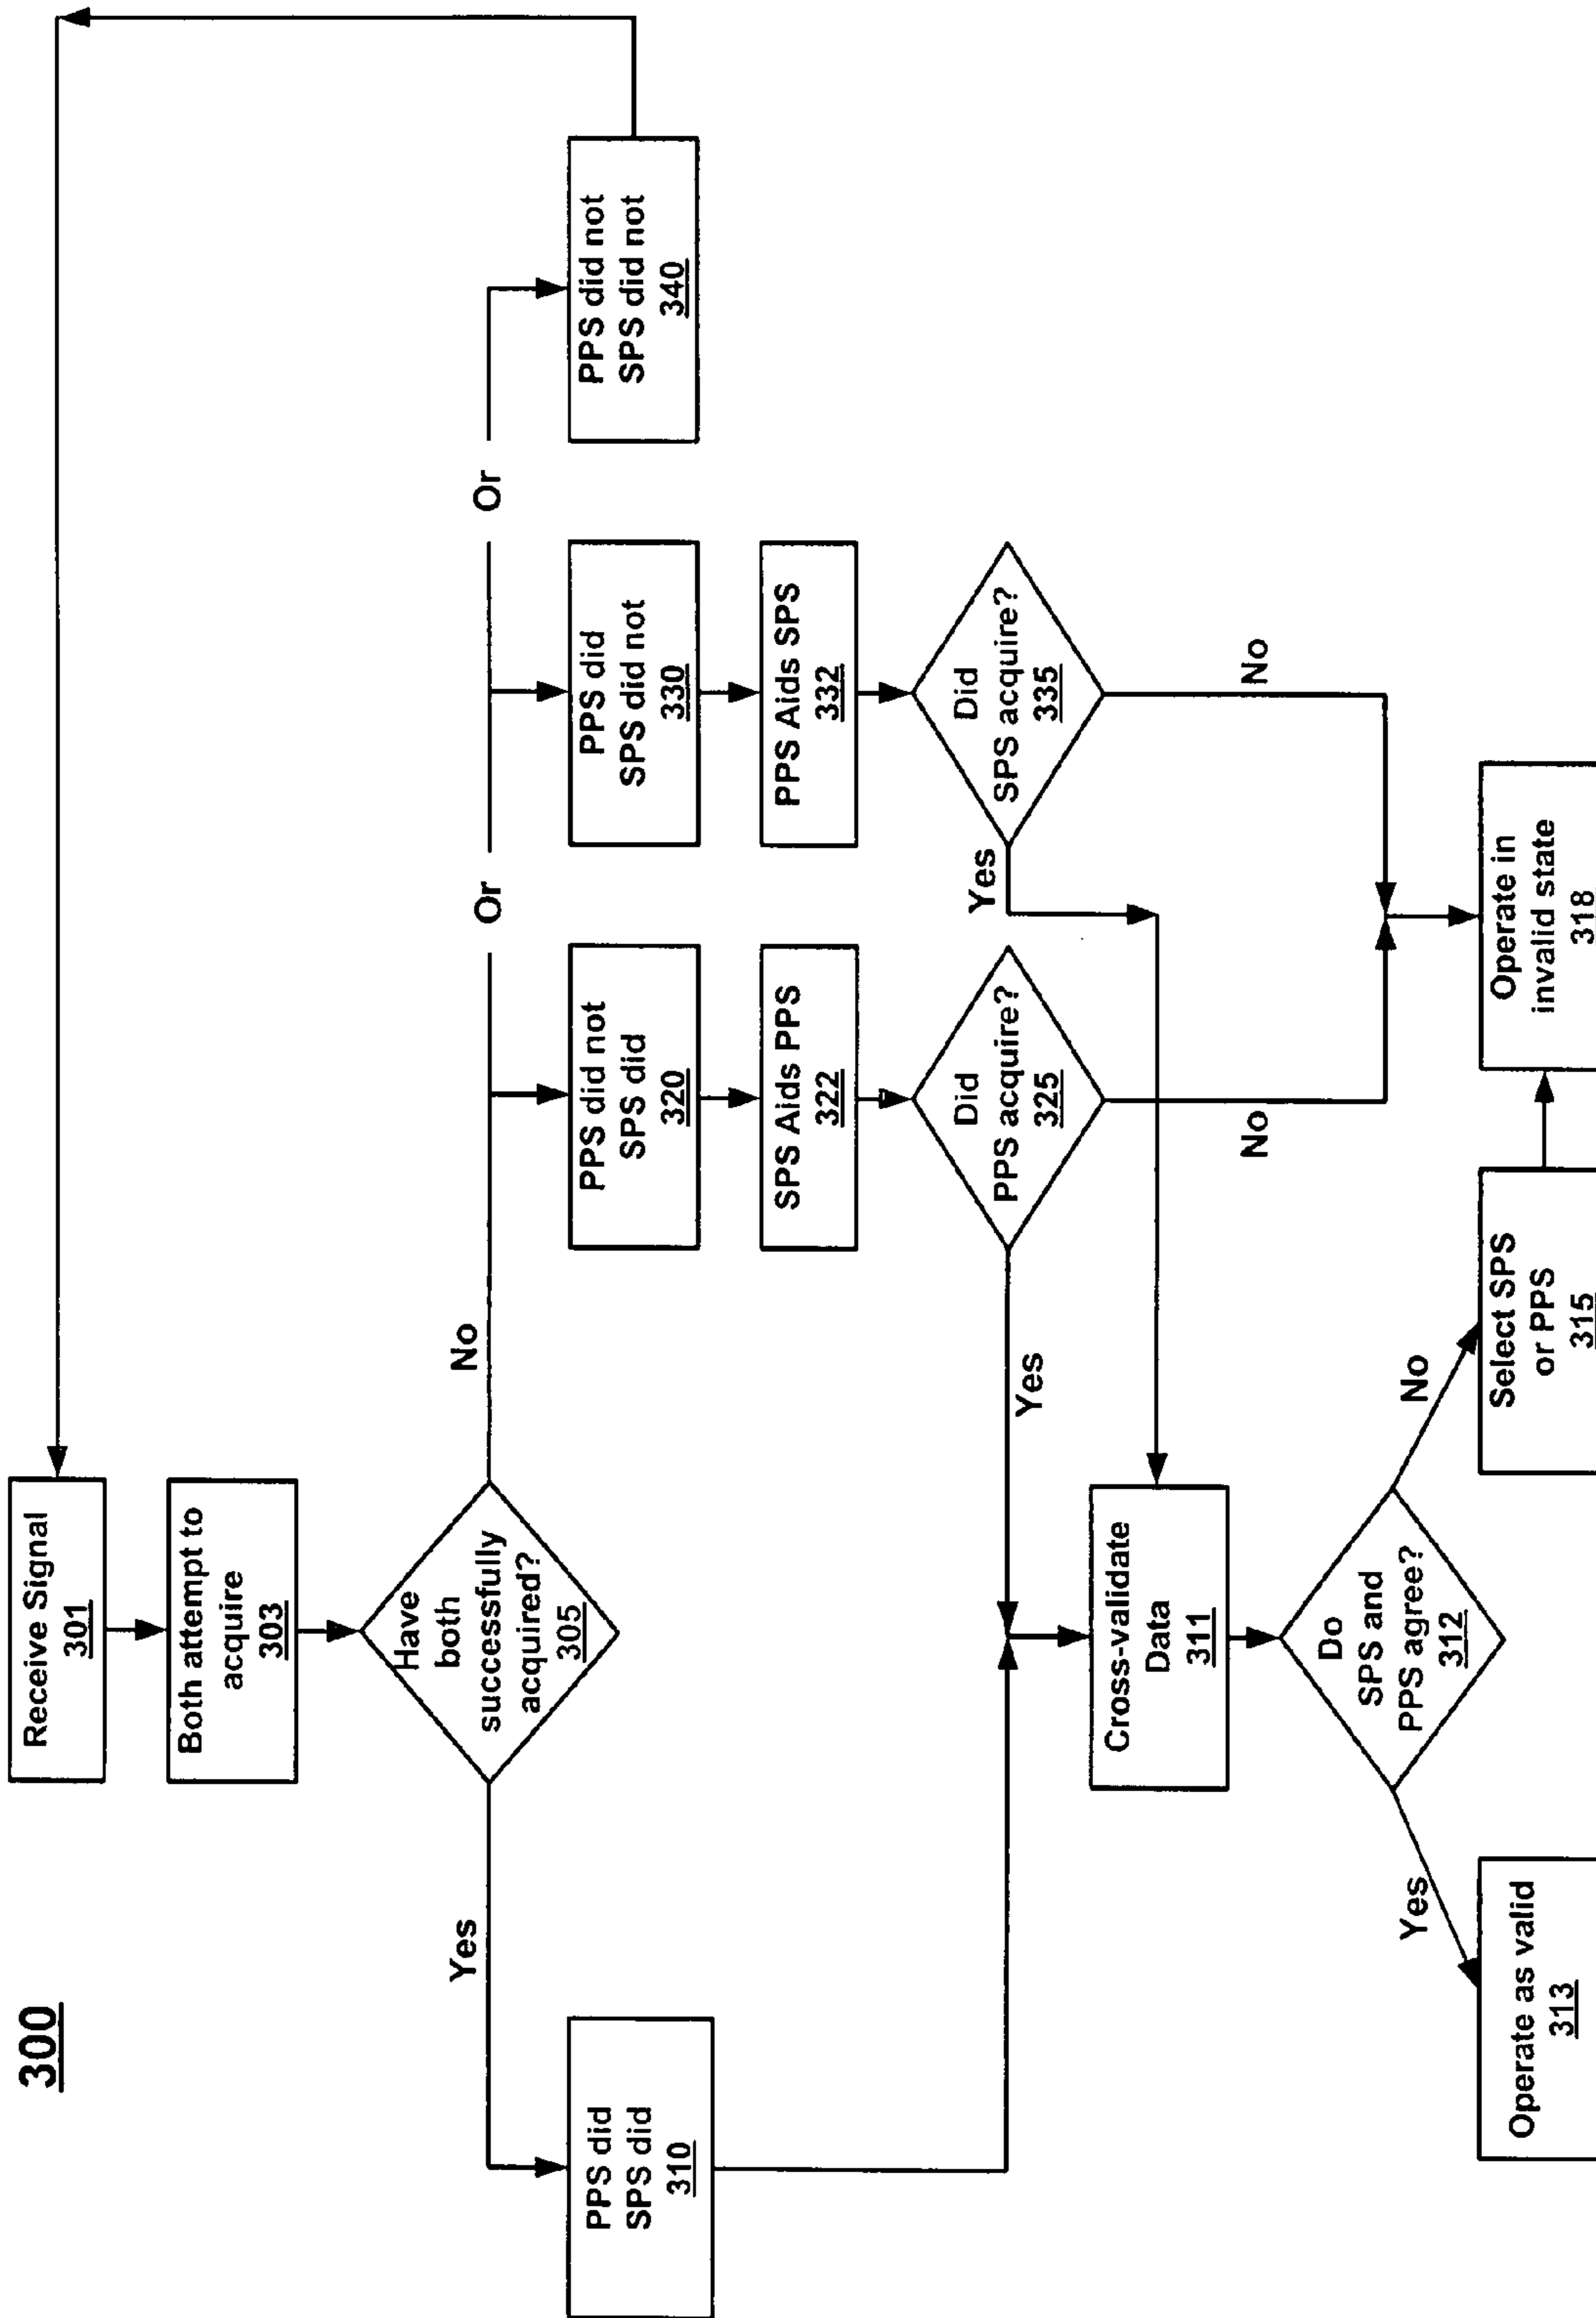 300
Receive Signal
301
Both attempt to
acquire
303
Have
both
successfully
acquired?
305
Yes
No
Or
Or
PPS did
SPS did
310
PPS did not
SPS did
320
PPS did
SPS did not
330
PPS did not
SPS did not
340
SPS Aids PPS
322
PPS Aids SPS
332
Did
PPS acquire?
325
Did
SPS acquire?
335
Yes
Yes
No
No
Cross-validate
Data
311
Do
SPS and
PPS agree?
312
Yes
No
Operate as valid
313
Select SPS
or PPS
315
Operate in
invalid state
318